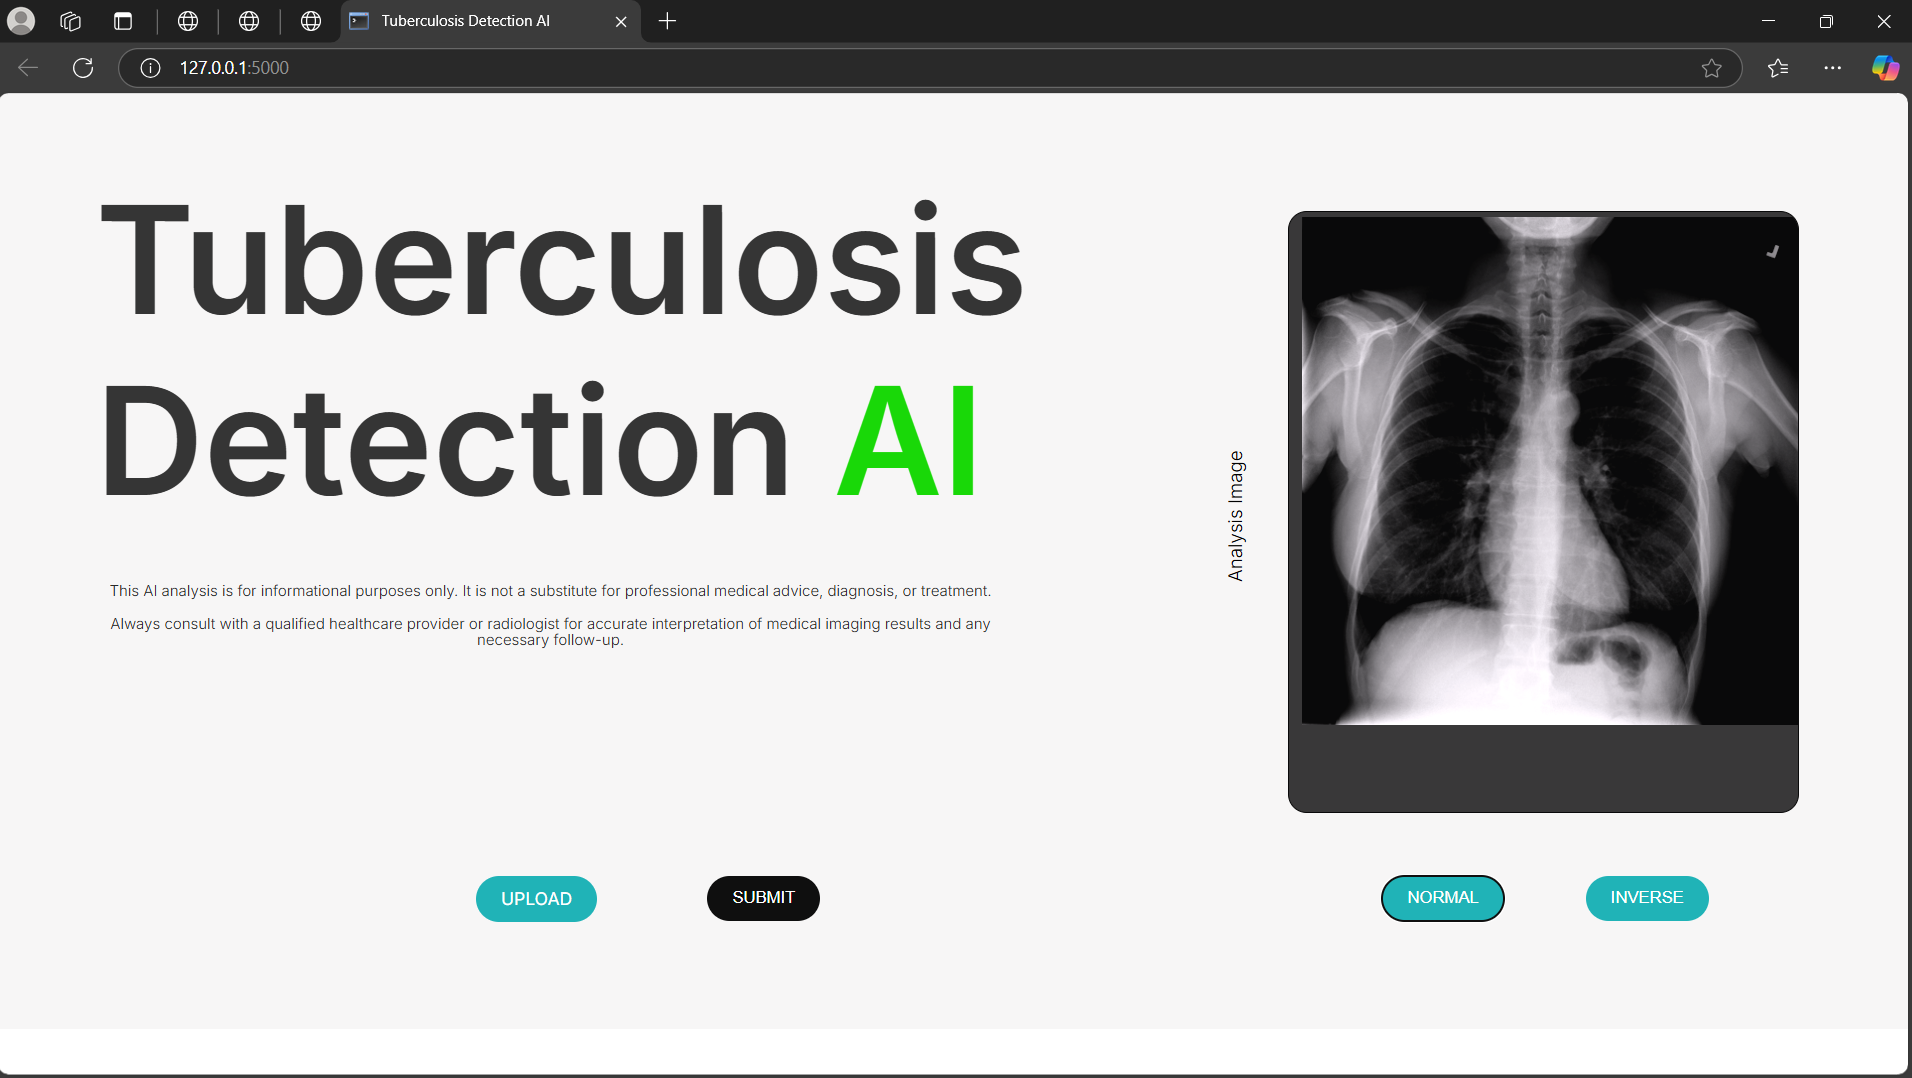 Tuberculosis Detection AI
127.0.0.1:5000
Tuberculosis
Detection AI
This AI analysis is for informational purposes only. It is not a substitute for professional medical advice, diagnosis, or treatment.
Always consult with a qualified healthcare provider or radiologist for accurate interpretation of medical imaging results and any
necessary follow-up.
Analysis Image
UPLOAD
SUBMIT
NORMAL
INVERSE